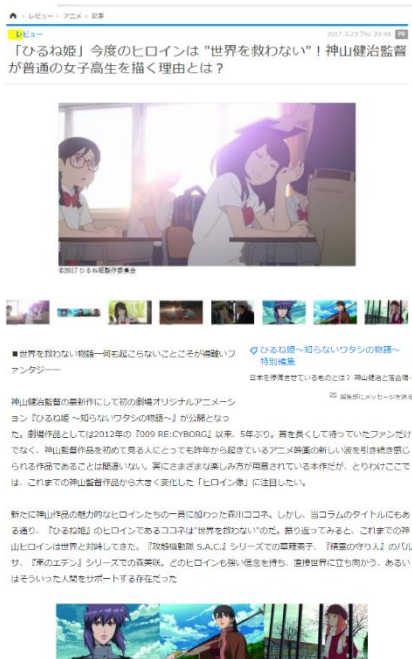 レビュー › アニメ › 記事
レビュー
2017.3.23 Thu 20:46 PR
「ひるね姫」今度のヒロインは "世界を救わない"！神山健治監督
が普通の女子高生を描く理由とは？
©2017 ひるね姫製作委員会
■世界を救わない物語─何も起こらないことこそが得難いフ
ァンタジー──
ひるね姫～知らないワタシの物語～
特別編集
日本を停滞させているものとは？ 神山健治と落合陽一
編集部にメッセージを送る
神山健治監督の最新作にして初の劇場オリジナルアニメーシ
ョン『ひるね姫 ～知らないワタシの物語～』が公開となっ
た。劇場作品としては2012年の『009 RE:CYBORG』以来、5年ぶり。首を長くして待っていたファンだけ
でなく、神山監督作品を初めて見る人にとっても昨年から起きているアニメ映画の新しい波を引き続き感じ
られる作品であることは間違いない。実にさまざまな楽しみ方が用意されている本作だが、とりわけここで
は、これまでの神山監督作品から大きく変化した「ヒロイン像」に注目したい。
新たに神山作品の魅力的なヒロインたちの一員に加わった森川ココネ。しかし、当コラムのタイトルにもあ
る通り、『ひるね姫』のヒロインであるココネは"世界を救わない"のだ。振り返ってみると、これまでの神
山ヒロインは世界と対峙してきた。『攻殻機動隊 S.A.C.』シリーズでの草薙素子、『精霊の守り人』のバル
サ、『東のエデン』シリーズでの森美咲。どのヒロインも強い信念を持ち、直接世界に立ち向かう、あるい
はそういった人間をサポートする存在だった